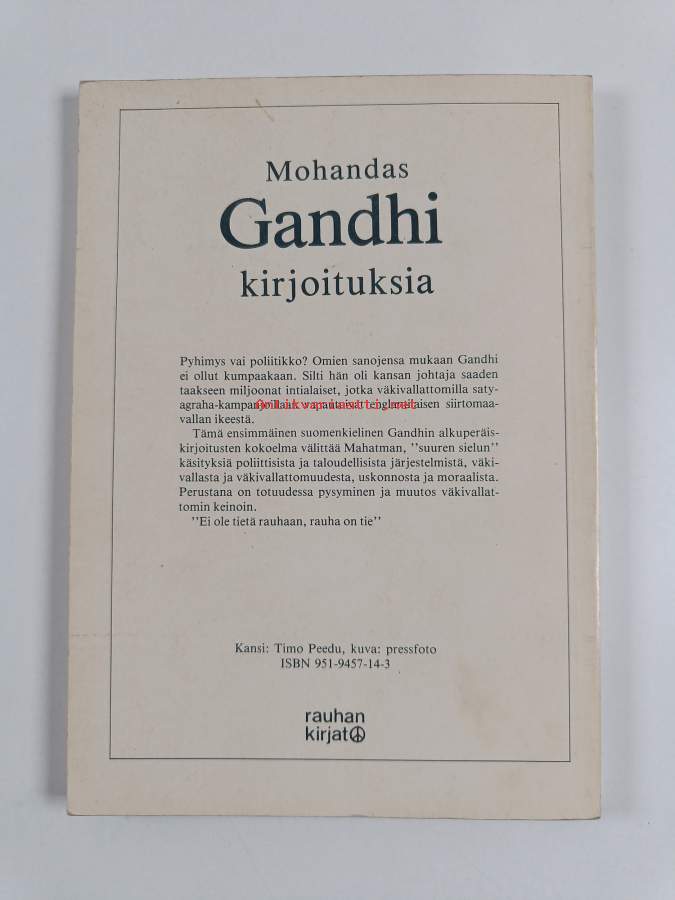 Mohandas
Gandhi
kirjoituksia
Pyhimys vai poliitikko? Omien sanojensa mukaan Gandhi
ei ollut kumpaakaan. Silti hän oli kansan johtaja saaden
taakseen miljoonat intialaiset, jotka väkivallattomilla saty-
agraha-kampanjoillaan vapautuivat englantilaisen siirtomaa-
vallan ikeestä.
Tämä ensimmäinen suomenkielinen Gandhin alkuperäis-
kirjoitusten kokoelma välittää Mahatman, ''suuren sielun''
käsityksiä poliittisista ja taloudellisista järjestelmistä, väki-
vallasta ja väkivallattomuudesta, uskonnosta ja moraalista.
Perustana on totuudessa pysyminen ja muutos väkivallat-
tomin keinoin.
''Ei ole tietä rauhaan, rauha on tie''
Kansi: Timo Peedu, kuva: pressfoto
ISBN 951-9457-14-3
rauhan
kirjat